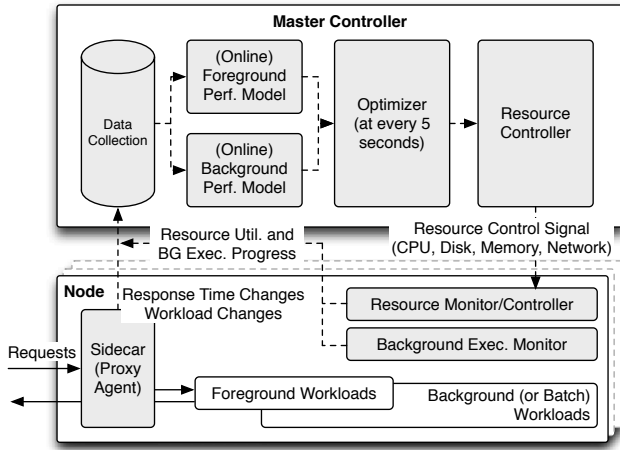 Master Controller
Data
Collection
(Online)
Foreground
Perf. Model
(Online)
Background
Perf. Model
Optimizer
(at every 5
seconds)
Resource
Controller
Resource Util. and
BG Exec. Progress
Resource Control Signal
(CPU, Disk, Memory, Network)
Node
Response Time Changes
Workload Changes
Resource Monitor/Controller
Background Exec. Monitor
Requests
Sidecar
(Proxy
Agent)
Foreground Workloads
Background (or Batch)
Workloads